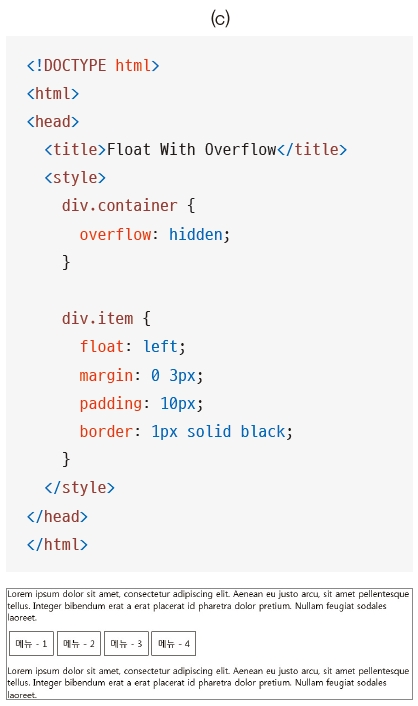 (c)
<!DOCTYPE html>
<html>
<head>
<title>Float With Overflow</title>
<style>
div.container {
overflow: hidden;
}
div.item {
float: left;
margin: 0 3px;
padding: 10px;
border: 1px solid black;
}
</style>
</head>
</html>
Lorem ipsum dolor sit amet, consectetur adipiscing elit. Aenean eu justo arcu, sit amet pellentesque
tellus. Integer bibendum erat a erat placerat id pharetra dolor pretium. Nullam feugiat sodales
laoreet.
메뉴 - 1 메뉴 - 2 메뉴 - 3 메뉴 - 4
Lorem ipsum dolor sit amet, consectetur adipiscing elit. Aenean eu justo arcu, sit amet pellentesque
tellus. Integer bibendum erat a erat placerat id pharetra dolor pretium. Nullam feugiat sodales
laoreet.